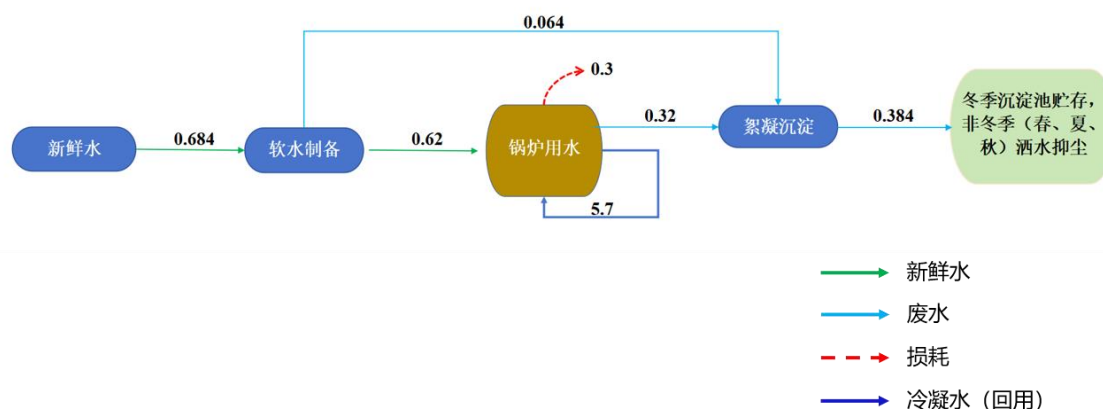 0.064
0.3
新鲜水
0.684
软水制备
0.62
锅炉用水
0.32
絮凝沉淀
0.384
冬季沉淀池贮存，
非冬季（春、夏、
秋）洒水抑尘
5.7
新鲜水
废水
损耗
冷凝水（回用）